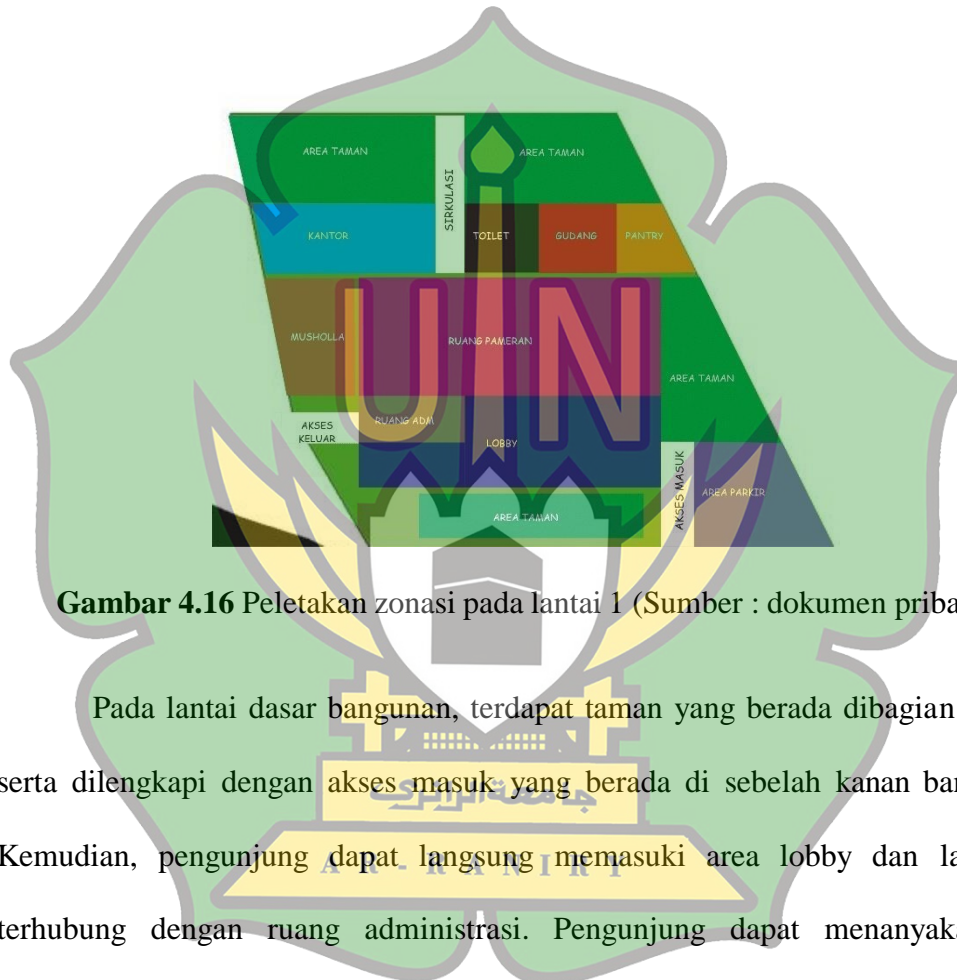 AREA TAMAN
AREA TAMAN
SIRKULASI
KANTOR
TOILET
GUDANG
PANTRY
MUSHOLLA
RUANG PAMERAN
AREA TAMAN
AKSES
KELUAR
RUANG ADM
LOBBY
AKSES MASUK
AREA PARKIR
AREA TAMAN
UIN
Gambar 4.16 Peletakan zonasi pada lantai 1 (Sumber : dokumen priba
Pada lantai dasar bangunan, terdapat taman yang berada dibagian
serta dilengkapi dengan akses masuk yang berada di sebelah kanan ban
جامعة الرانري
Kemudian, pengunjung dapat langsung memasuki area lobby dan la
AR-RANIRY
terhubung dengan ruang administrasi. Pengunjung dapat menanyaka